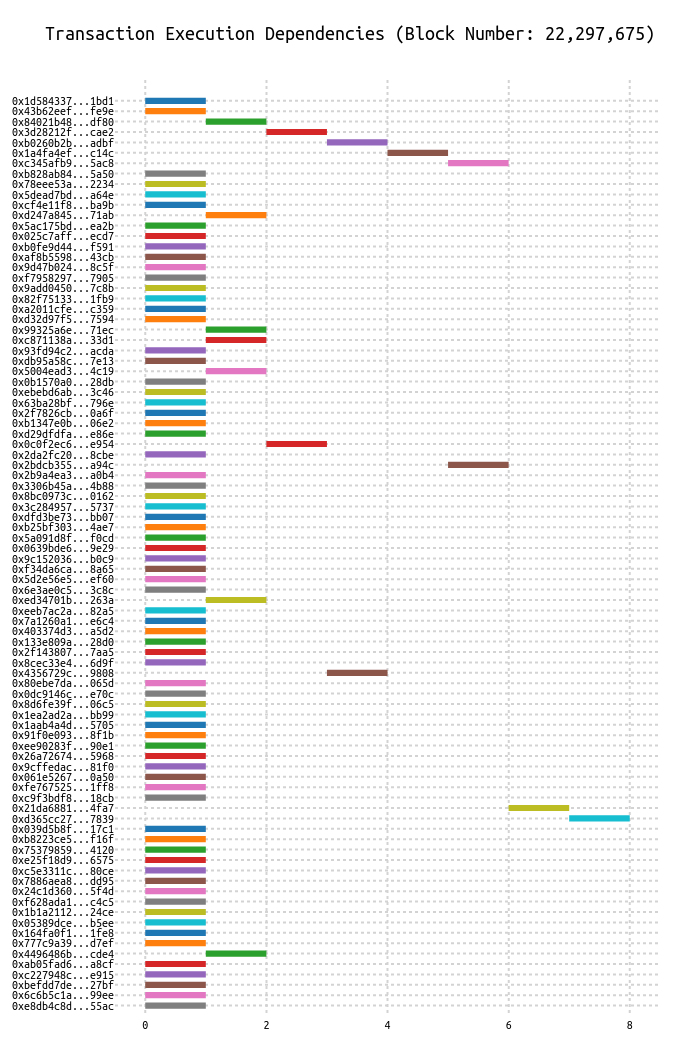 Transaction Execution Dependencies (Block Number: 22,297,675)
0x1d584337...1bd1
0x43b62eef...fe9e
0x84021b48...df80
0x3d28212f...cae2
0xb0260b2b...adbf
0x1a4fa4ef...c14c
0xc345afb9...5ac8
0xb828ab84...5a50
0x78eee53a...2234
0x5dead7bd...a64e
0xcf4e11f8...ba9b
0xd247a845...71ab
0x5ac175bd...ea2b
0x025c7aff...ecd7
0xb0fe9d44...f591
0xaf8b5598...43cb
0x9d47b024...8c5f
0xf7958297...7905
0x9add0450...7c8b
0x82f75133...1fb9
0xa2011cfe...c359
0xd32d97f5...7594
0x99325a6e...71ec
0xc871138a...33d1
0x93fd94c2...acda
0xdb95a58c...7e13
0x5004ead3...4c19
0x0b1570a0...28db
0xebebd6ab...3c46
0x63ba28bf...796e
0x2f7826cb...0a6f
0xb1347e0b...06e2
0xd29dfdfa...e86e
0x0c0f2ec6...e954
0x2da2fc20...8cbe
0x2bdcb355...a94c
0x2b9a4ea3...a0b4
0x3306b45a...4b88
0x8bc0973c...0162
0x3c284957...5737
0xdfd3be73...bb07
0xb25bf303...4ae7
0x5a091d8f...f0cd
0x0639bde6...9e29
0x9c152036...b0c9
0xf34da6ca...8a65
0x5d2e56e5...ef60
0x6e3ae0c5...3c8c
0xed34701b...263a
0xeeb7ac2a...82a5
0x7a1260a1...e6c4
0x403374d3...a5d2
0x133e809a...28d0
0x2f143807...7aa5
0x8cec33e4...6d9f
0x4356729c...9808
0x80ebe7da...065d
0x0dc9146c...e70c
0x8d6fe39f...06c5
0x1ea2ad2a...bb99
0x1aab4a4d...5705
0x91f0e093...8f1b
0xee90283f...90e1
0x26a72674...5968
0x9cffedac...81f0
0x061e5267...0a50
0xfe767525...1ff8
0xc9f3bdf8...18cb
0x21da6881...4fa7
0xd365cc27...7839
0x039d5b8f...17c1
0xb8223ce5...f16f
0x75379859...4120
0xe25f18d9...6575
0xc5e3311c...80ce
0x7886aea8...dd95
0x24c1d360...5f4d
0xf628ada1...c4c5
0x1b1a2112...24ce
0x05389dce...b5ee
0x164fa0f1...1fe8
0x777c9a39...d7ef
0x4496486b...cde4
0xab05fad6...a8cf
0xc227948c...e915
0xbefdd7de...27bf
0x6c6b5c1a...99ee
0xe8db4c8d...55ac
0 2 4 6 8